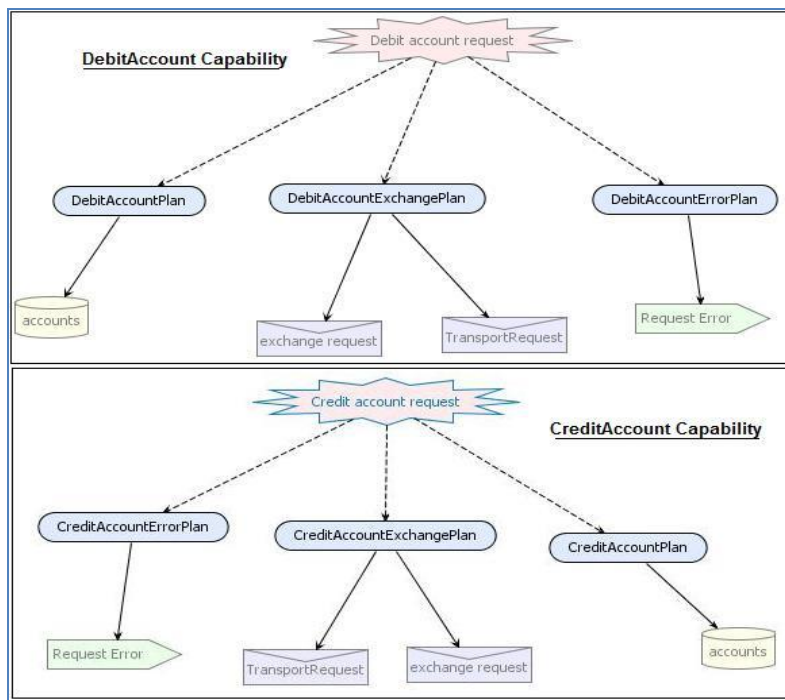 Debit account request
DebitAccount Capability
DebitAccountPlan
DebitAccountExchangePlan
DebitAccountErrorPlan
accounts
exchange request
TransportRequest
Request Error
Credit account request
CreditAccount Capability
CreditAccountErrorPlan
CreditAccountExchangePlan
CreditAccountPlan
Request Error
TransportRequest
exchange request
accounts